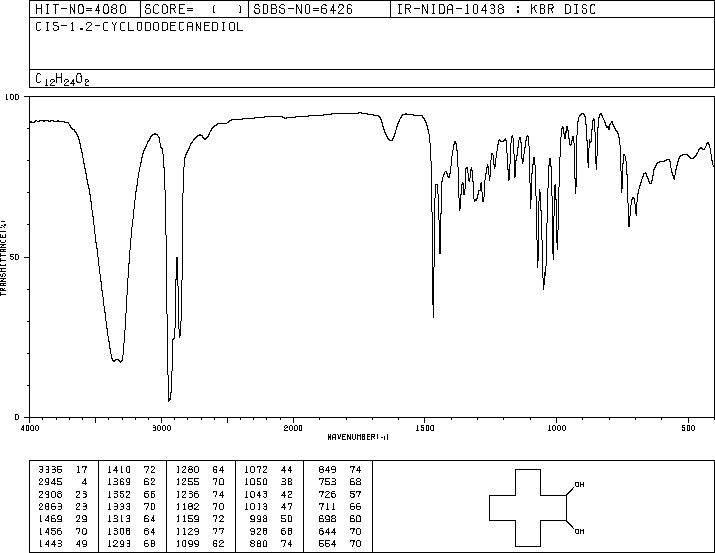 HIT-NO=4080 SCORE= ( ) SDBS-NO=6426 IR-NIDA-10438 : KBR DISC
CIS-1,2-CYCLODODECANEDIOL
C12H24O2
100
50
0
TRANSMITTANCE(%)
4000 3000 2000 1500 1000 500
WAVENUMBER(-1)
3336 17 1410 72 1280 64 1072 44 849 74
2945 4 1369 62 1255 70 1050 38 753 68
2908 23 1352 66 1236 74 1043 42 726 57
2863 23 1333 70 1182 70 1013 47 711 66
1469 29 1313 64 1159 72 998 50 698 60
1456 70 1308 64 1129 77 928 68 644 70
1443 49 1293 68 1099 62 880 74 554 70
OH
OH